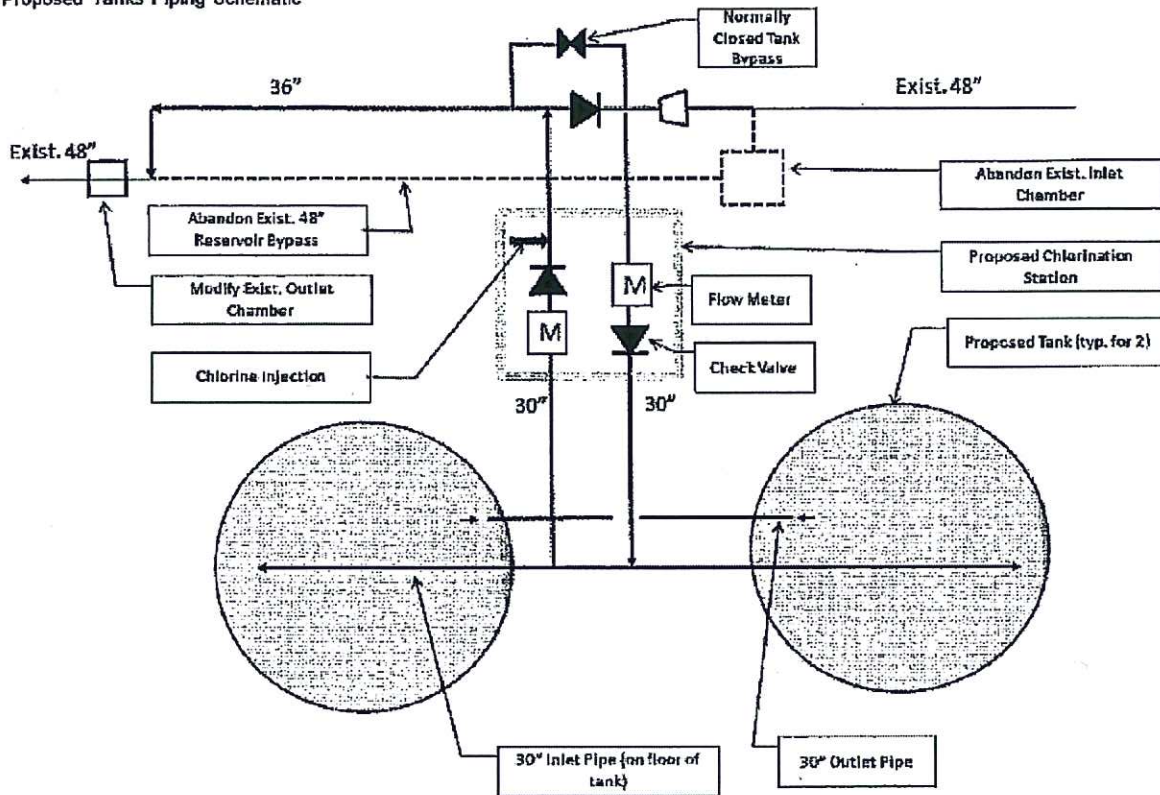 Proposed Tanks Piping Schematic
Normally
Closed Tank
Bypass
36"
Exist. 48"
Exist. 48"
Abandon Exist. Inlet
Chamber
Abandon Exist. 48"
Reservoir Bypass
Proposed Chlorination
Station
Modify Exist. Outlet
Chamber
M
Flow Meter
M
Proposed Tank (typ. for 2)
Chlorine Injection
Check Valve
30"
30"
30" Inlet Pipe (on floor of
tank)
30" Outlet Pipe